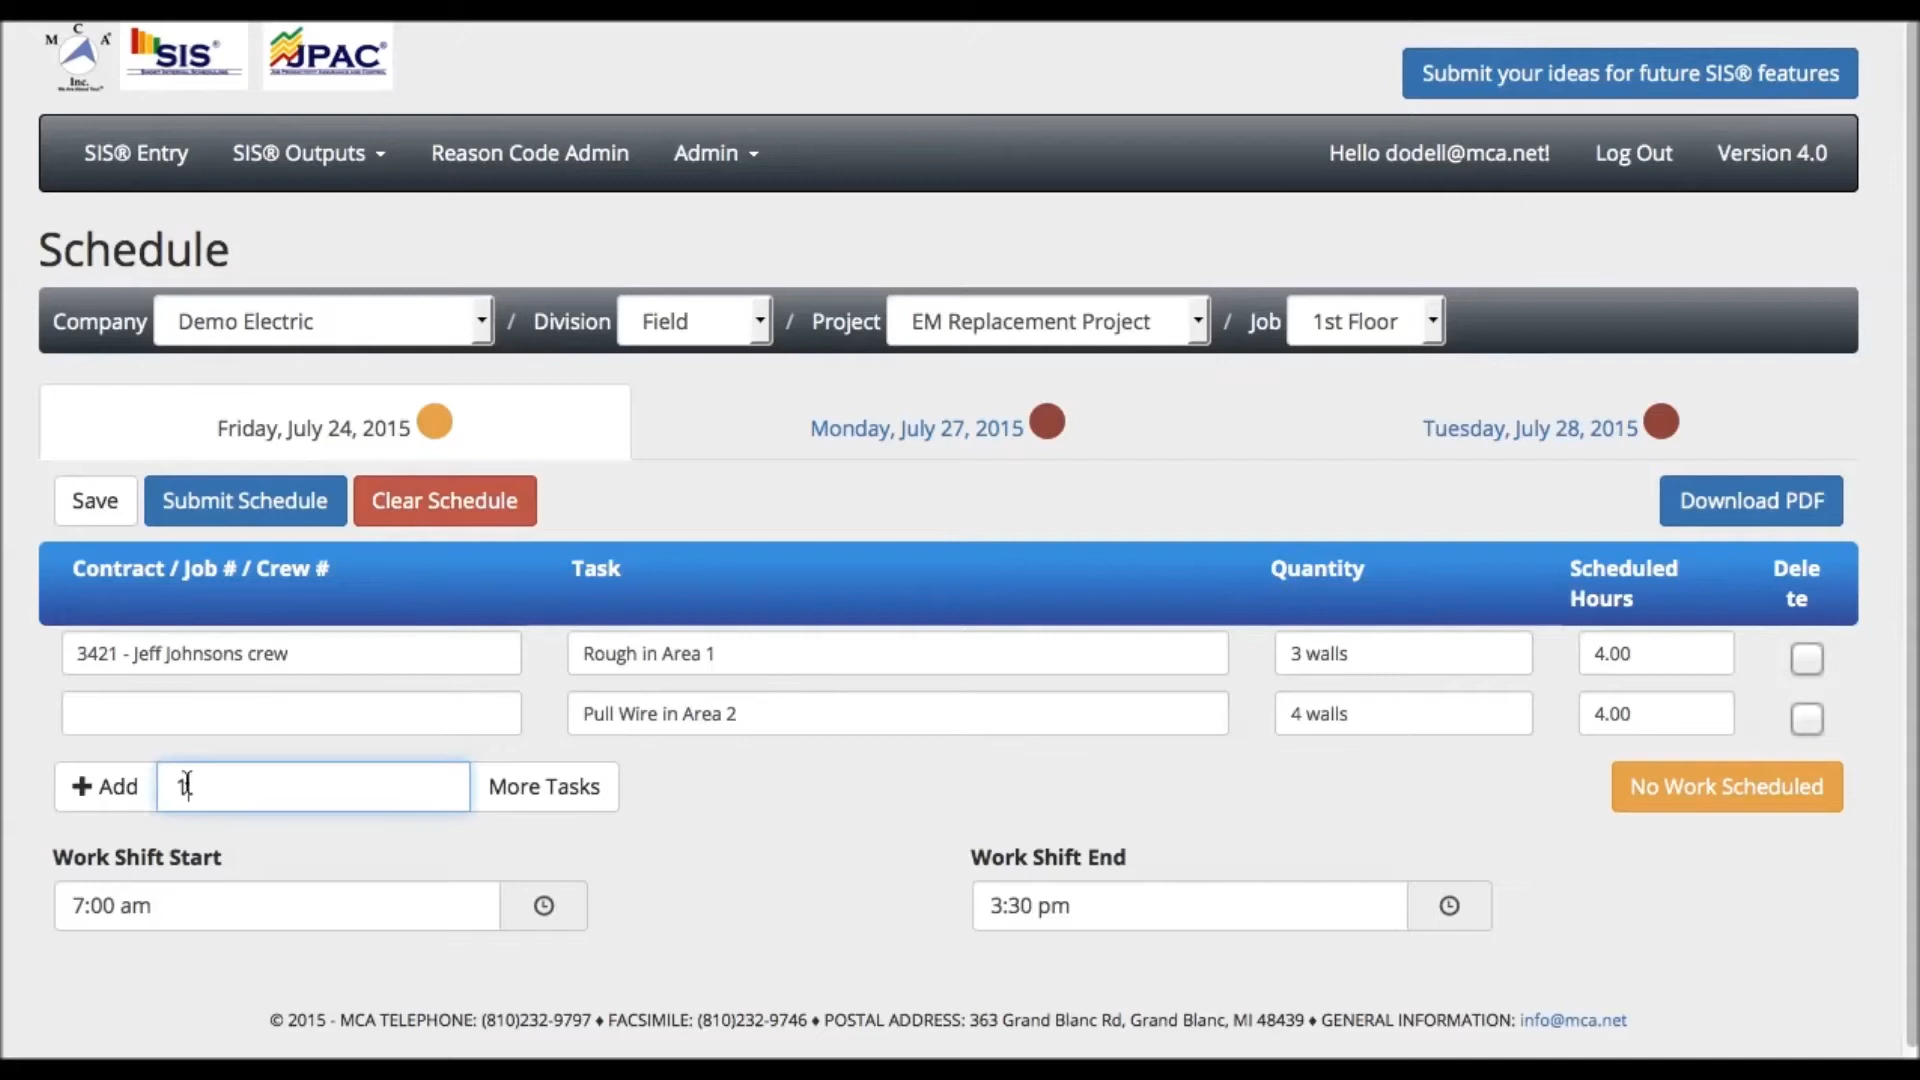 M C A
Inc.
SIS®
JPAC®
Submit your ideas for future SIS® features
SIS® Entry SIS® Outputs Reason Code Admin Admin Hello dodell@mca.net! Log Out Version 4.0
Schedule
Company Demo Electric / Division Field / Project EM Replacement Project / Job 1st Floor
Friday, July 24, 2015 Monday, July 27, 2015 Tuesday, July 28, 2015
Save Submit Schedule Clear Schedule Download PDF
Contract / Job # / Crew # Task Quantity Scheduled Dele
Hours te
3421 - Jeff Johnsons crew Rough in Area 1 3 walls 4.00
Pull Wire in Area 2 4 walls 4.00
+ Add 1 More Tasks No Work Scheduled
Work Shift Start Work Shift End
7:00 am 3:30 pm
© 2015 - MCA TELEPHONE: (810)232-9797 ♦ FACSIMILE: (810)232-9746 ♦ POSTAL ADDRESS: 363 Grand Blanc Rd, Grand Blanc, MI 48439 ♦ GENERAL INFORMATION: info@mca.net